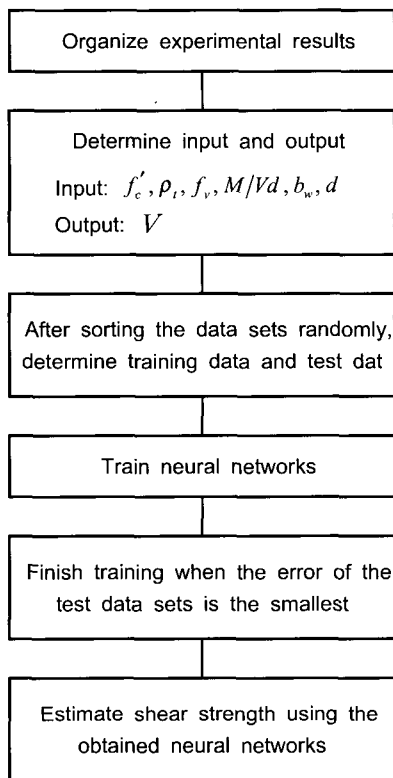 Organize experimental results
Determine input and output
Input: f′c, ρt, fv, M/Vd, bw, d
Output: V
After sorting the data sets randomly,
determine training data and test dat
Train neural networks
Finish training when the error of the
test data sets is the smallest
Estimate shear strength using the
obtained neural networks